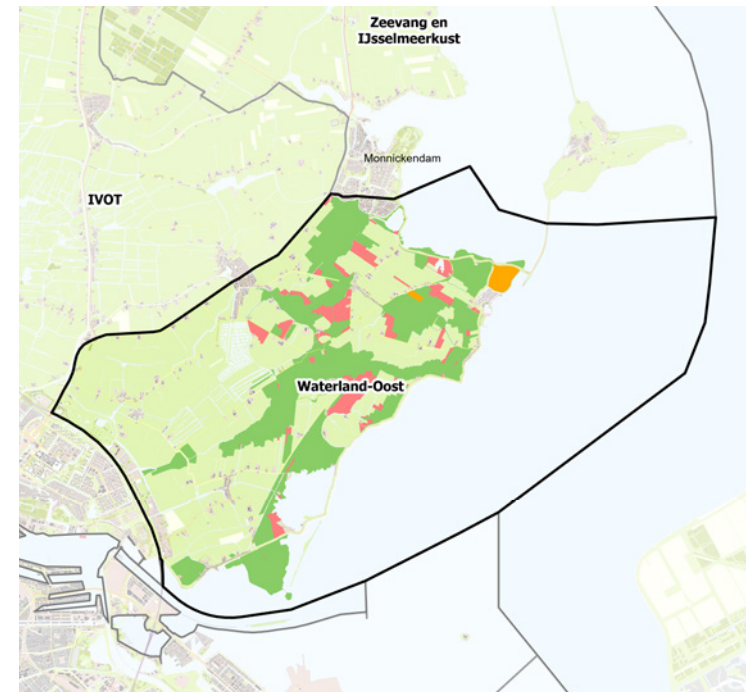 Zeevang en
IJsselmeerkust
Monnickendam
IVOT
Waterland-Oost